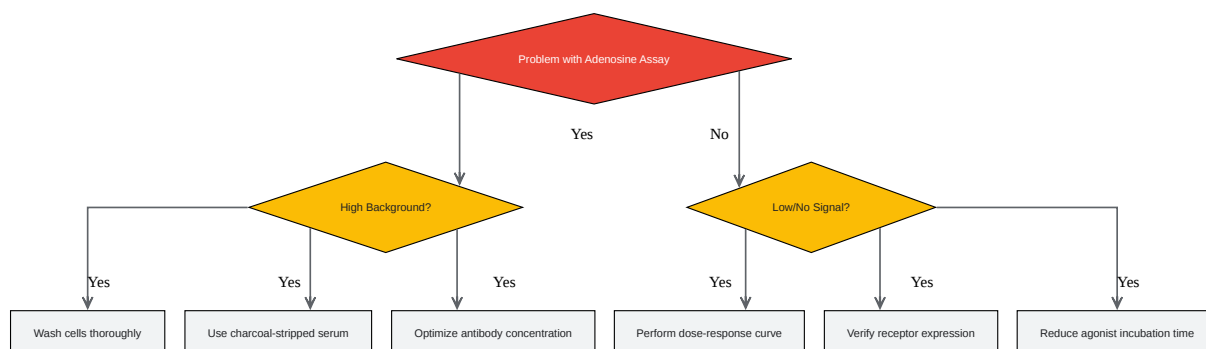 Problem with Adenosine Assay
Yes
No
High Background?
Low/No Signal?
Yes
Yes
Yes
Yes
Yes
Yes
Wash cells thoroughly
Use charcoal-stripped serum
Optimize antibody concentration
Perform dose-response curve
Verify receptor expression
Reduce agonist incubation time